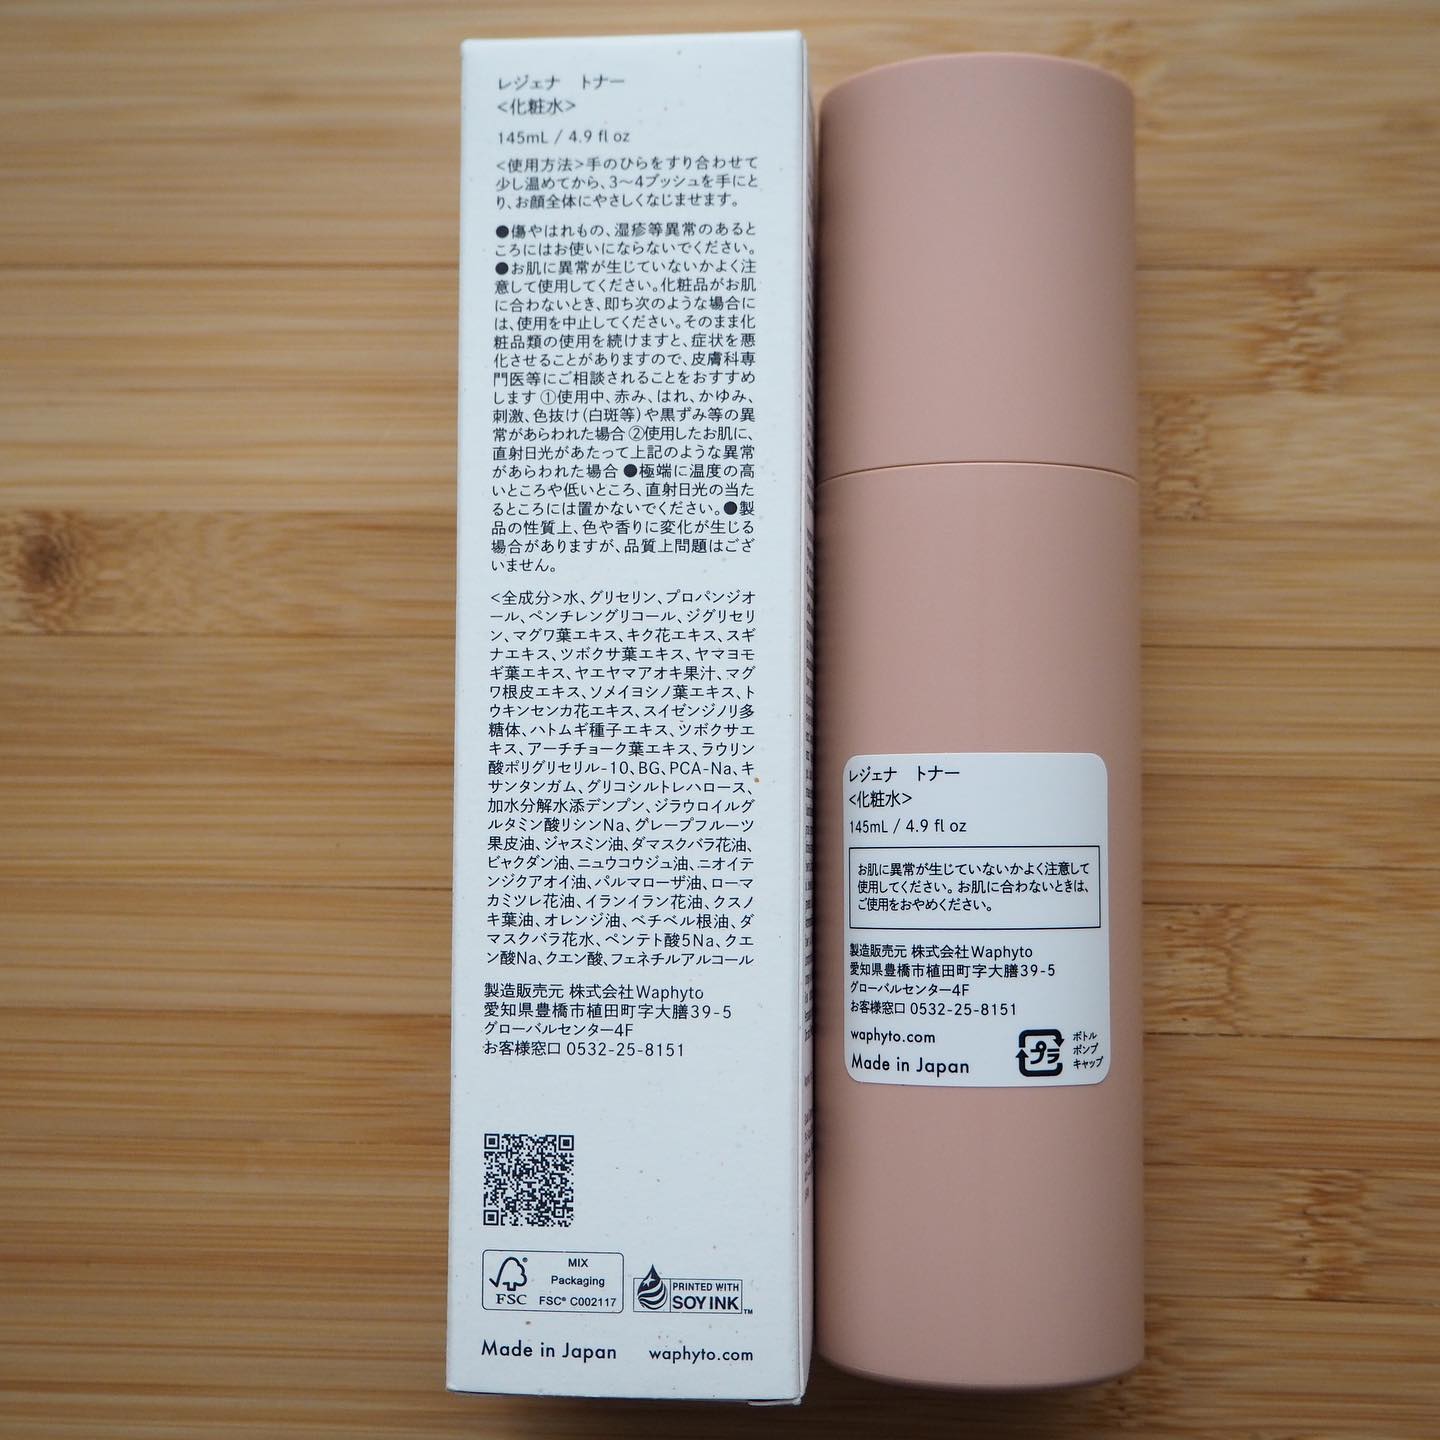 レジェナ　トナー
<化粧水>
145mL / 4.9 fl oz
<使用方法>手のひらをすり合わせて
少し温めてから、3〜4プッシュを手にと
り、お顔全体にやさしくなじませます。
●傷やはれもの、湿疹等異常のあると
ころにはお使いにならないでください。
●お肌に異常が生じていないかよく注
意して使用してください。化粧品がお肌
に合わないとき、即ち次のような場合に
は、使用を中止してください。そのまま化
粧品類の使用を続けますと、症状を悪
化させることがありますので、皮膚科専
門医等にご相談されることをおすすめ
します ①使用中、赤み、はれ、かゆみ、
刺激、色抜け(白斑等)や黒ずみ等の異
常があらわれた場合 ②使用したお肌に、
直射日光があたって上記のような異常
があらわれた場合 ●極端に温度の高
いところや低いところ、直射日光の当た
るところには置かないでください。●製
品の性質上、色や香りに変化が生じる
場合がありますが、品質上問題はござ
いません。
<全成分>水、グリセリン、プロパンジオ
ール、ペンチレングリコール、ジグリセリ
ン、マグワ葉エキス、キク花エキス、スギ
ナエキス、ツボクサ葉エキス、ヤマヨモ
ギ葉エキス、ヤエヤマアオキ果汁、マグ
ワ根皮エキス、ソメイヨシノ葉エキス、ト
ウキンセンカ花エキス、スイゼンジノリ多
糖体、ハトムギ種子エキス、ツボクサエ
キス、アーチチョーク葉エキス、ラウリン
酸ポリグリセリル-10、BG、PCA-Na、キ
サンタンガム、グリコシルトレハロース、
加水分解水添デンプン、ジラウロイルグ
ルタミン酸リシンNa、グレープフルーツ
果皮油、ジャスミン油、ダマスクバラ花油、
ビャクダン油、ニュウコウジュ油、ニオイテ
ンジクアオイ油、パルマローザ油、ローマ
カミツレ花油、イランイラン花油、クスノ
キ葉油、オレンジ油、ベチベル根油、ダ
マスクバラ花水、ペンテト酸5Na、クエ
ン酸Na、クエン酸、フェネチルアルコール
製造販売元 株式会社Waphyto
愛知県豊橋市植田町字大膳39-5
グローバルセンター4F
お客様窓口 0532-25-8151
FSC
MIX
Packaging
FSC® C002117
PRINTED WITH
SOY INK™
Made in Japan
waphyto.com
レジェナ　トナー
<化粧水>
145mL / 4.9 fl oz
お肌に異常が生じていないかよく注意して
使用してください。お肌に合わないときは、
ご使用をおやめください。
製造販売元 株式会社Waphyto
愛知県豊橋市植田町字大膳39-5
グローバルセンター4F
お客様窓口 0532-25-8151
waphyto.com
Made in Japan
プラ
ボトル
ポンプ
キャップ